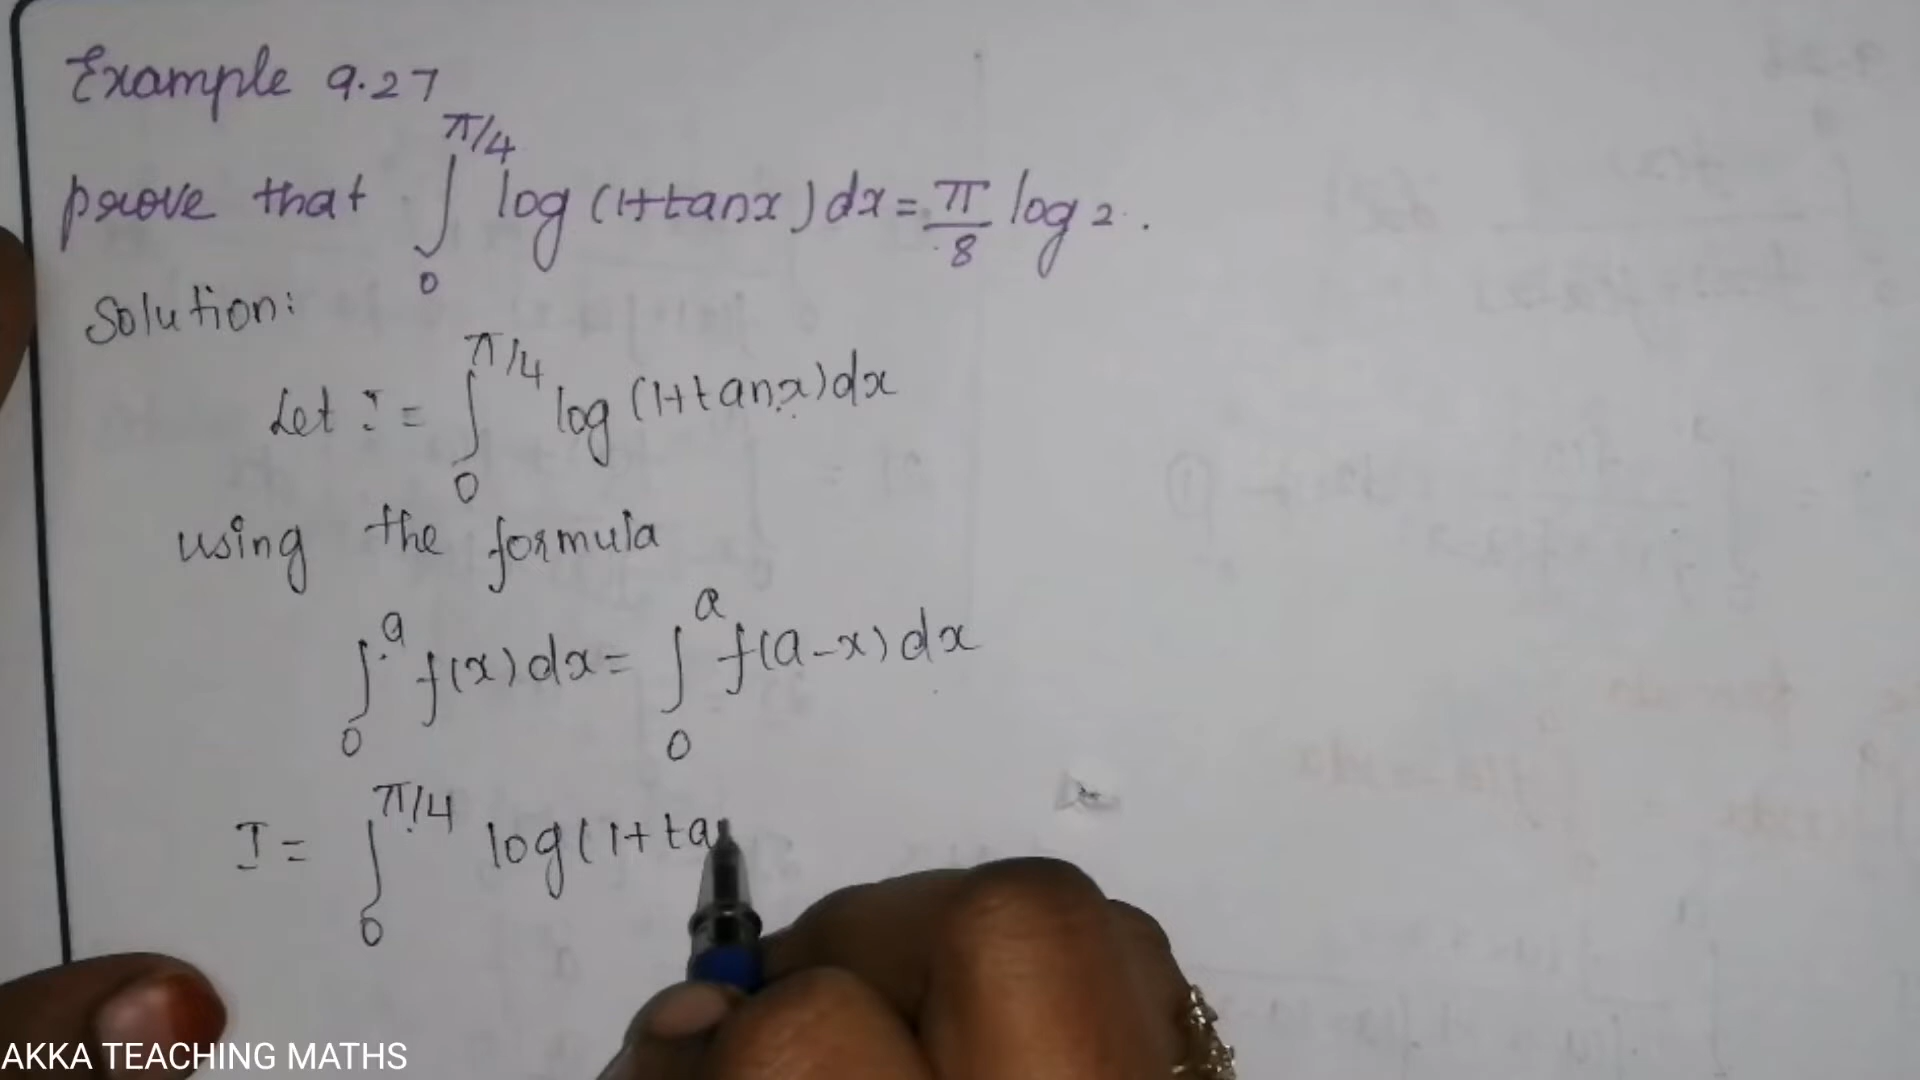 Example 9.27
prove that ∫₀^π/4 log (1+tanx) dx = π/8 log 2.
Solution:
Let I = ∫₀^π/4 log (1+tanx) dx
using the formula
∫₀^a f(x) dx = ∫₀^a f(a-x) dx
I = ∫₀^π/4 log (1+ta
AKKA TEACHING MATHS